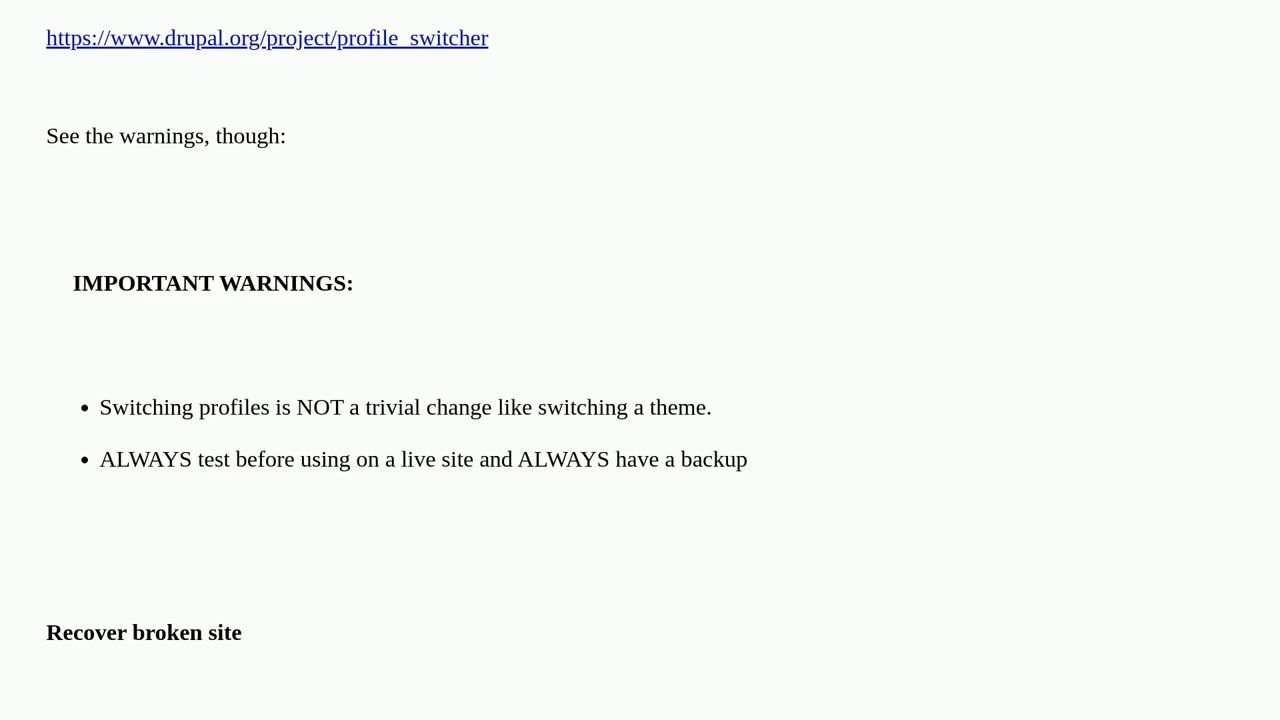 https://www.drupal.org/project/profile_switcher
See the warnings, though:
IMPORTANT WARNINGS:
• Switching profiles is NOT a trivial change like switching a theme.
• ALWAYS test before using on a live site and ALWAYS have a backup
Recover broken site